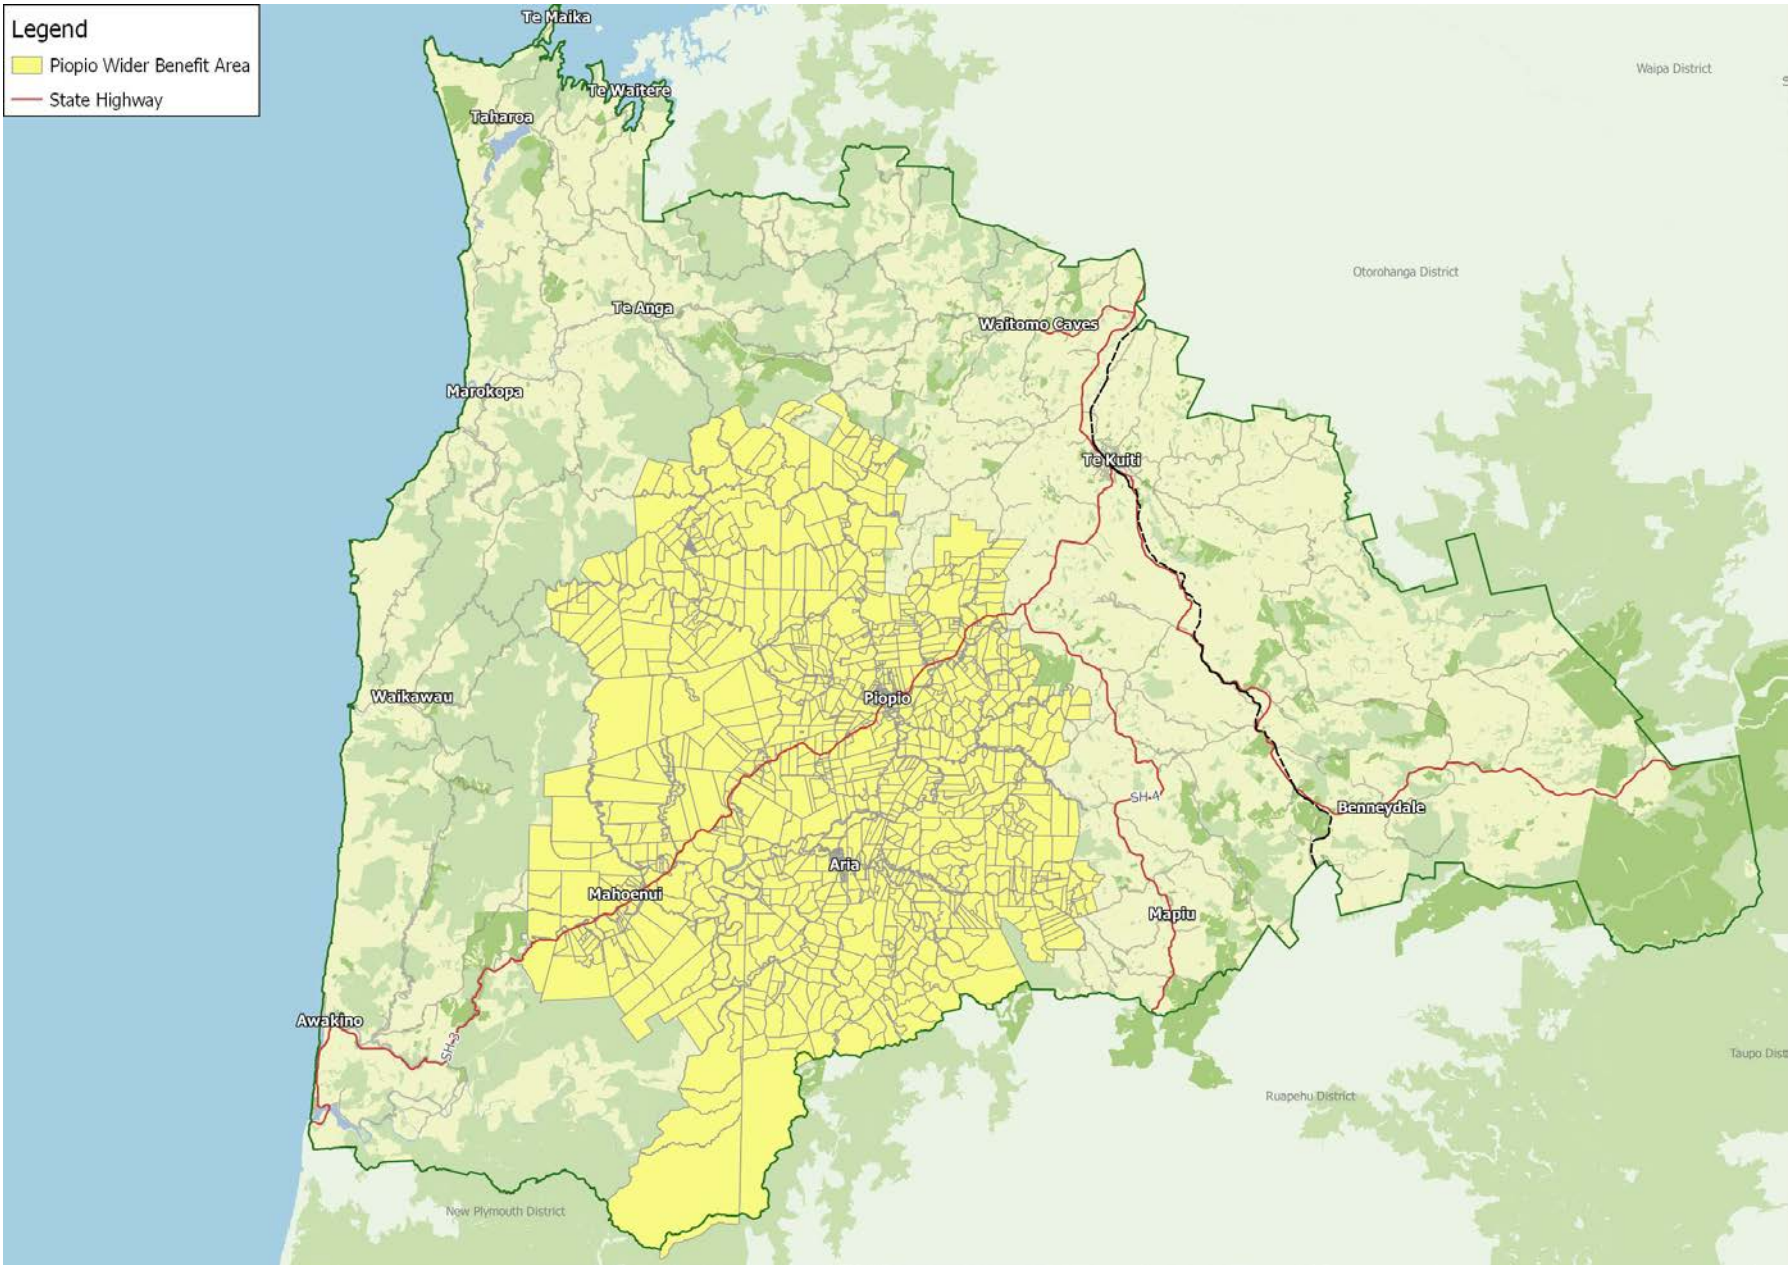 Legend
Piopio Wider Benefit Area
State Highway
Te Maika
Waipa District
Te Waitere
Taharoa
Otorohanga District
Te Anga
Waitomo Caves
Marokopa
Te Kuiti
Waikawau
Piopio
SH 4
Benneydale
Aria
Mahoenui
Mapiu
Awakino
SH 3
Taupo Dist
Ruapehu District
New Plymouth District